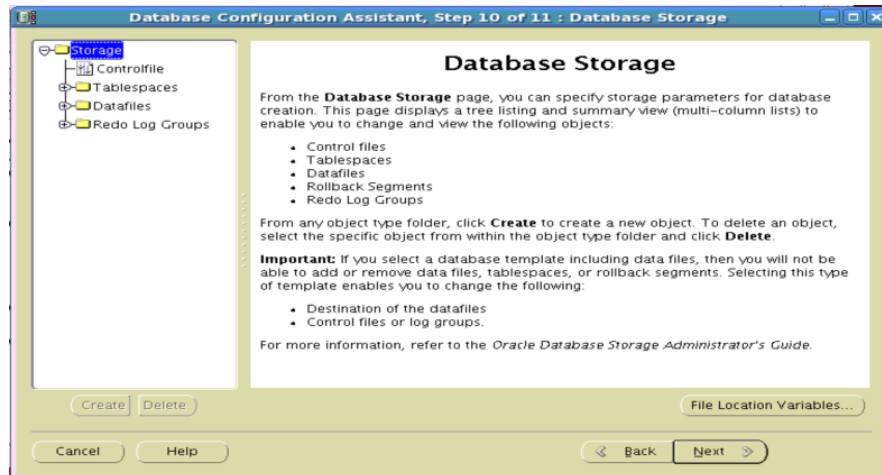 Database Configuration Assistant, Step 10 of 11 : Database Storage
Storage
Controlfile
Tablespaces
Datafiles
Redo Log Groups
Database Storage
From the Database Storage page, you can specify storage parameters for database
creation. This page displays a tree listing and summary view (multi-column lists) to
enable you to change and view the following objects:
• Control files
• Tablespaces
• Datafiles
• Rollback Segments
• Redo Log Groups
From any object type folder, click Create to create a new object. To delete an object,
select the specific object from within the object type folder and click Delete.
Important: If you select a database template including data files, then you will not be
able to add or remove data files, tablespaces, or rollback segments. Selecting this type
of template enables you to change the following:
• Destination of the datafiles
• Control files or log groups.
For more information, refer to the Oracle Database Storage Administrator's Guide.
Create Delete
File Location Variables...
Cancel Help Back Next